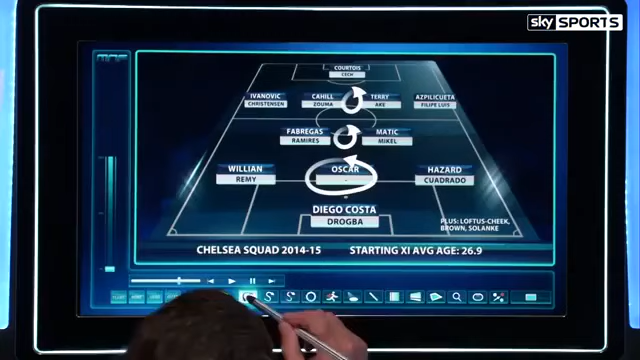 sky SPORTS
MNF
COURTOIS
CECH
IVANOVIC
CHRISTENSEN
CAHILL
ZOUMA
TERRY
AKE
AZPILICUETA
FILIPE LUIS
FABREGAS
RAMIRES
MATIC
MIKEL
WILLIAN
REMY
OSCAR
-
HAZARD
CUADRADO
DIEGO COSTA
DROGBA
PLUS: LOFTUS-CHEEK,
BROWN, SOLANKE
CHELSEA SQUAD 2014-15 STARTING XI AVG AGE: 26.9